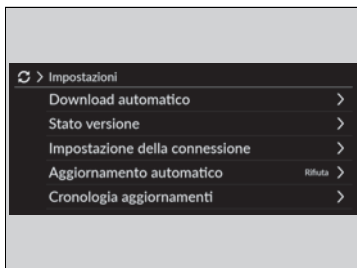 Impostazioni
Download automatico
Stato versione
Impostazione della connessione
Aggiornamento automatico Rifiuta
Cronologia aggiornamenti